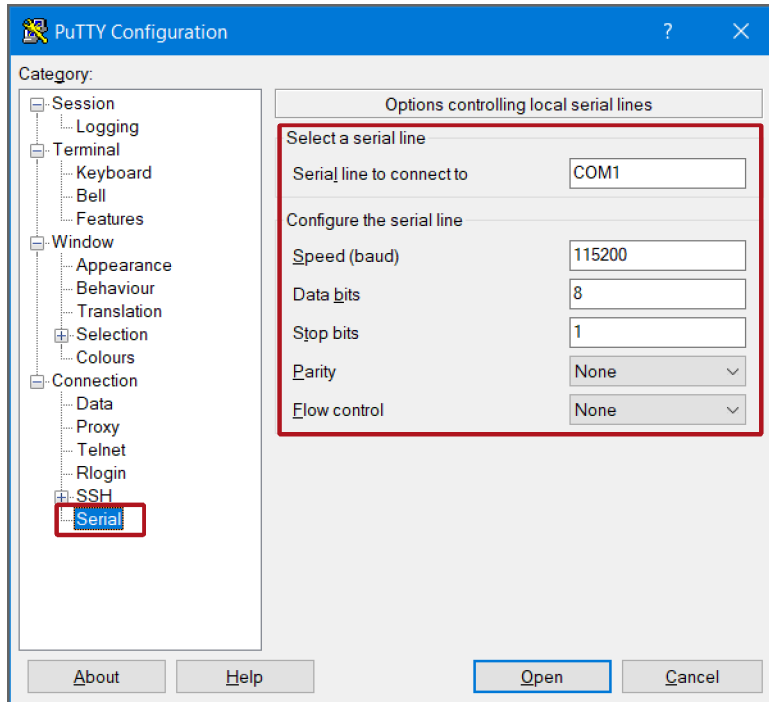 PuTTY Configuration ? ×
Category:
Session
Logging
Terminal
Keyboard
Bell
Features
Window
Appearance
Behaviour
Translation
Selection
Colours
Connection
Data
Proxy
Telnet
Rlogin
SSH
Serial
Options controlling local serial lines
Select a serial line
Serial line to connect to COM1
Configure the serial line
Speed (baud) 115200
Data bits 8
Stop bits 1
Parity None
Flow control None
About Help Open Cancel